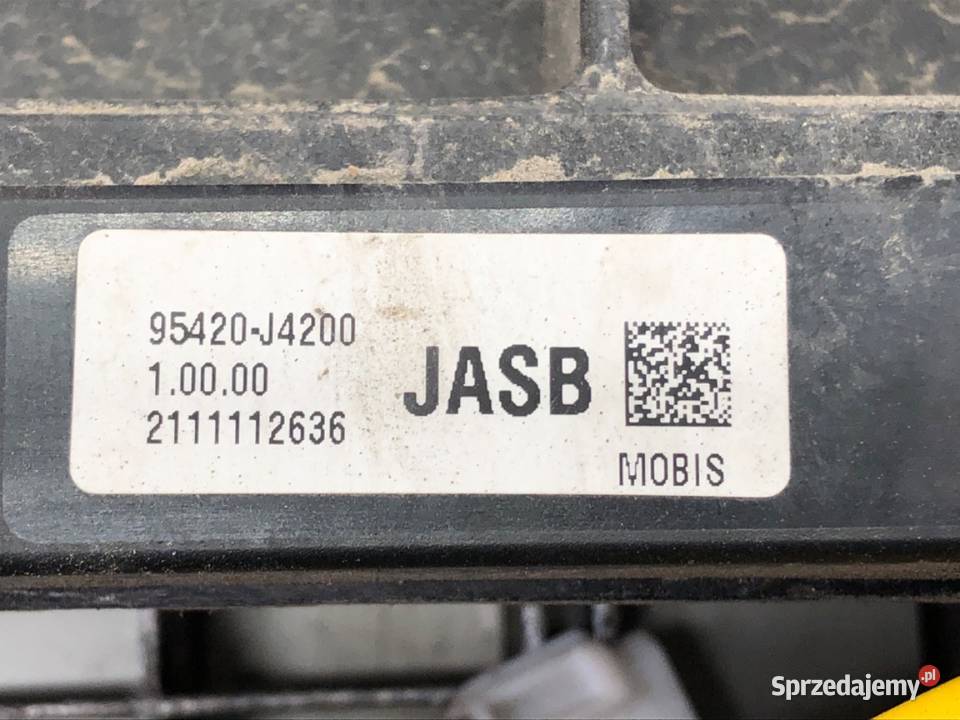 95420-J4200
1.00.00
2111112636
JASB
MOBIS
Sprzedajemy.pl